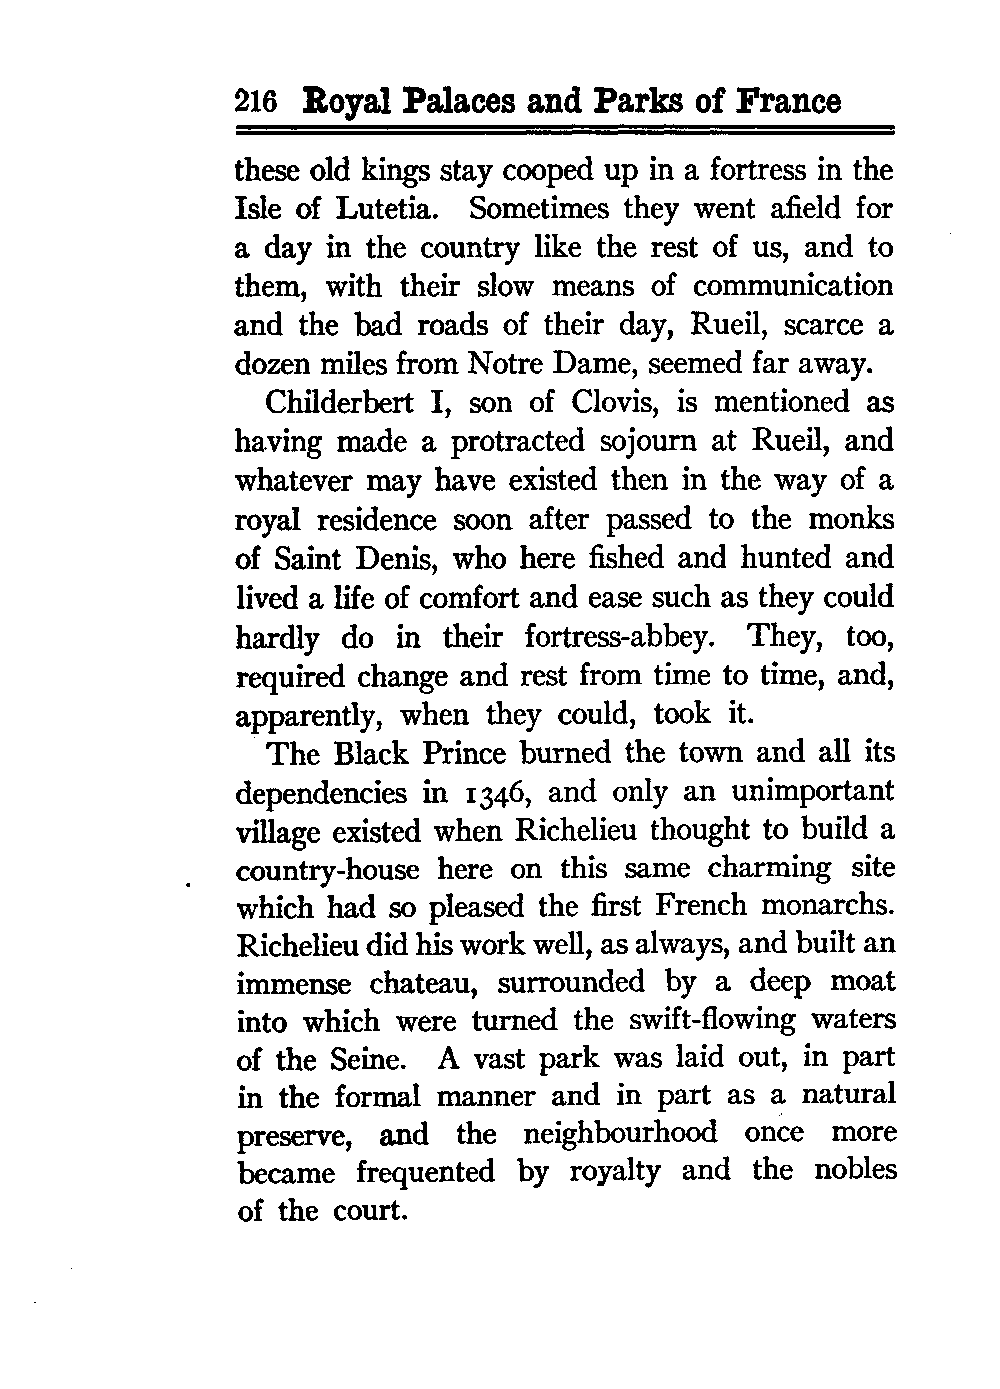 216 Royal Palaces and Parks of France
these old kings stay cooped up in a fortress in the
Isle of Lutetia. Sometimes they went afield for
a day in the country like the rest of us, and to
them, with their slow means of communication
and the bad roads of their day, Rueil, scarce a
dozen miles from Notre Dame, seemed far away.
Childerbert I, son of Clovis, is mentioned as
having made a protracted sojourn at Rueil, and
whatever may have existed then in the way of a
royal residence soon after passed to the monks
of Saint Denis, who here fished and hunted and
lived a life of comfort and ease such as they could
hardly do in their fortress-abbey. They, too,
required change and rest from time to time, and,
apparently, when they could, took it.
The Black Prince burned the town and all its
dependencies in 1346, and only an unimportant
village existed when Richelieu thought to build a
country-house here on this same charming site
which had so pleased the first French monarchs.
Richelieu did his work well, as always, and built an
immense chateau, surrounded by a deep moat
into which were turned the swift-flowing waters
of the Seine. A vast park was laid out, in part
in the formal manner and in part as a natural
preserve, and the neighbourhood once more
became frequented by royalty and the nobles
of the court.